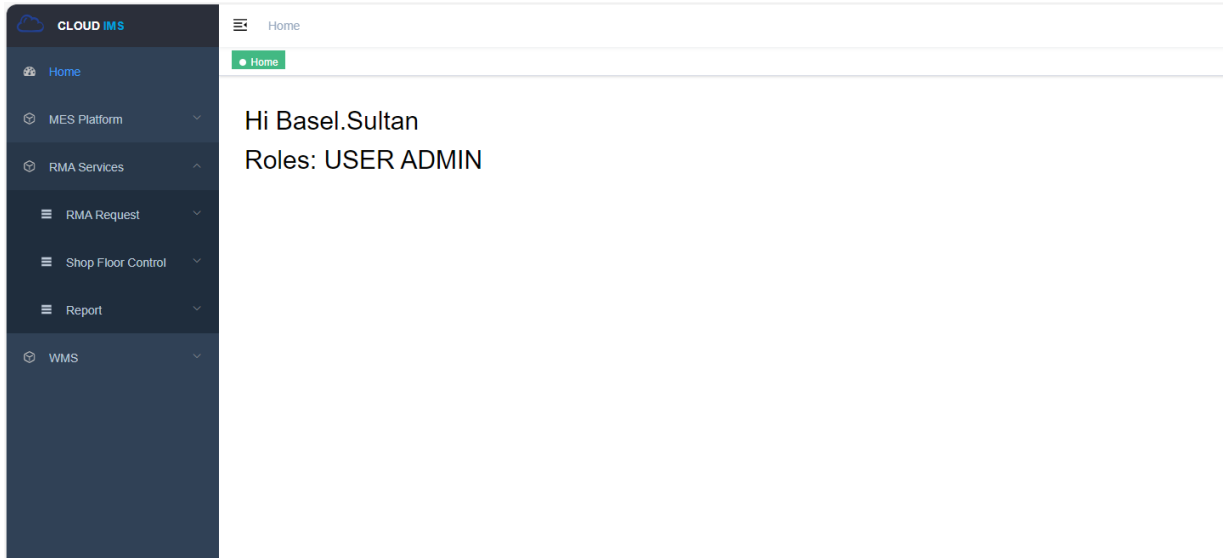 CLOUD IMS
Home
Home
Home
MES Platform
Hi Basel.Sultan
Roles: USER ADMIN
RMA Services
RMA Request
Shop Floor Control
Report
WMS